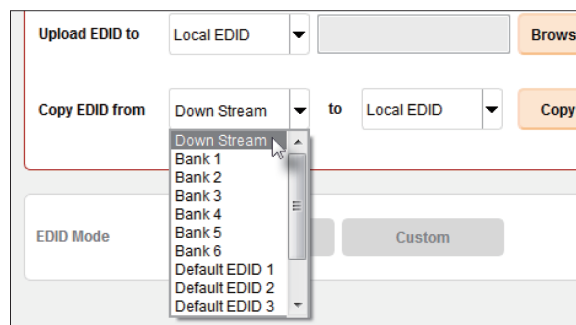 Upload EDID to Local EDID Brows
Copy EDID from Down Stream to Local EDID Copy
Down Stream
Bank 1
Bank 2
Bank 3
Bank 4
Bank 5
Bank 6
EDID Mode Custom
Default EDID 1
Default EDID 2
Default EDID 3